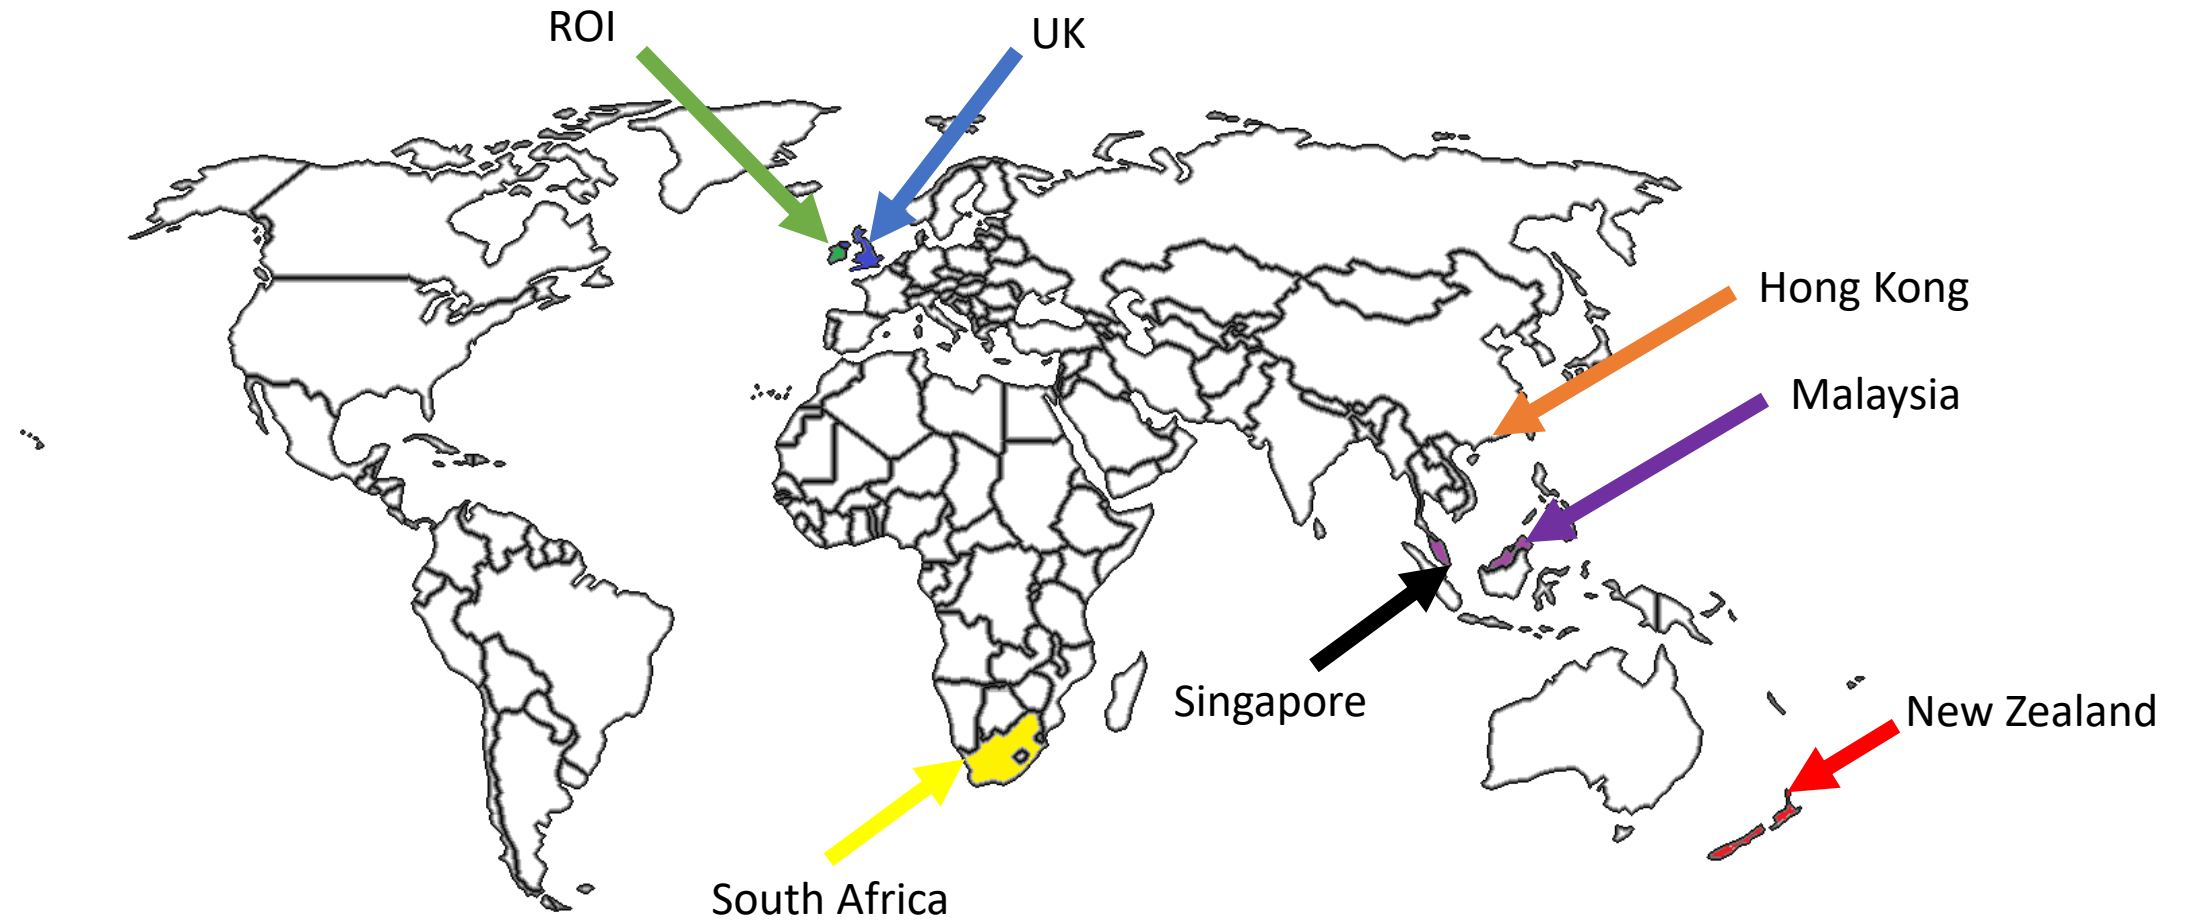 ROI
UK
Hong Kong
Malaysia
Singapore
New Zealand
South Africa